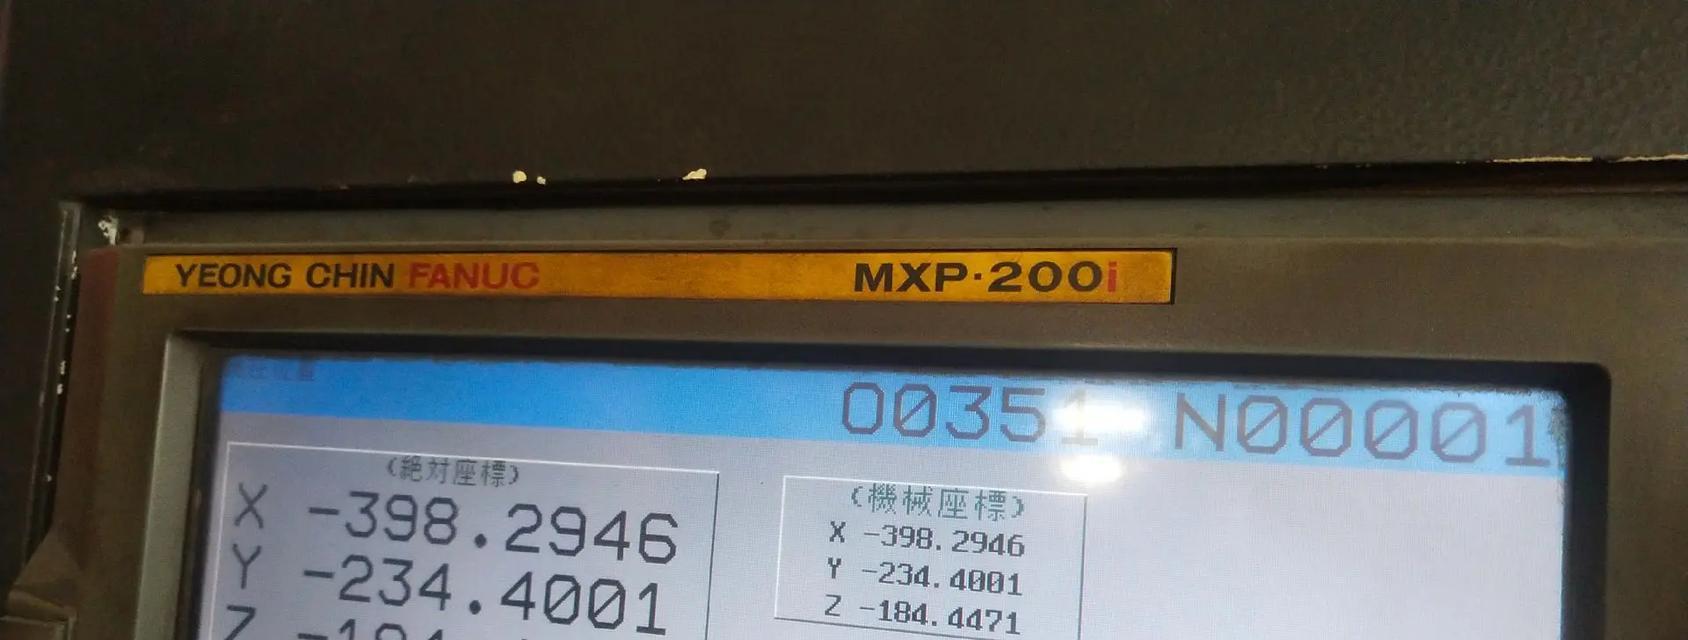 YEONG CHIN FANUC MXP·200i
O0351 N00001
(絶対座標)
X -398.2946
Y -234.4001
Z
(機械座標)
X -398.2946
Y -234.4001
Z -184.4471